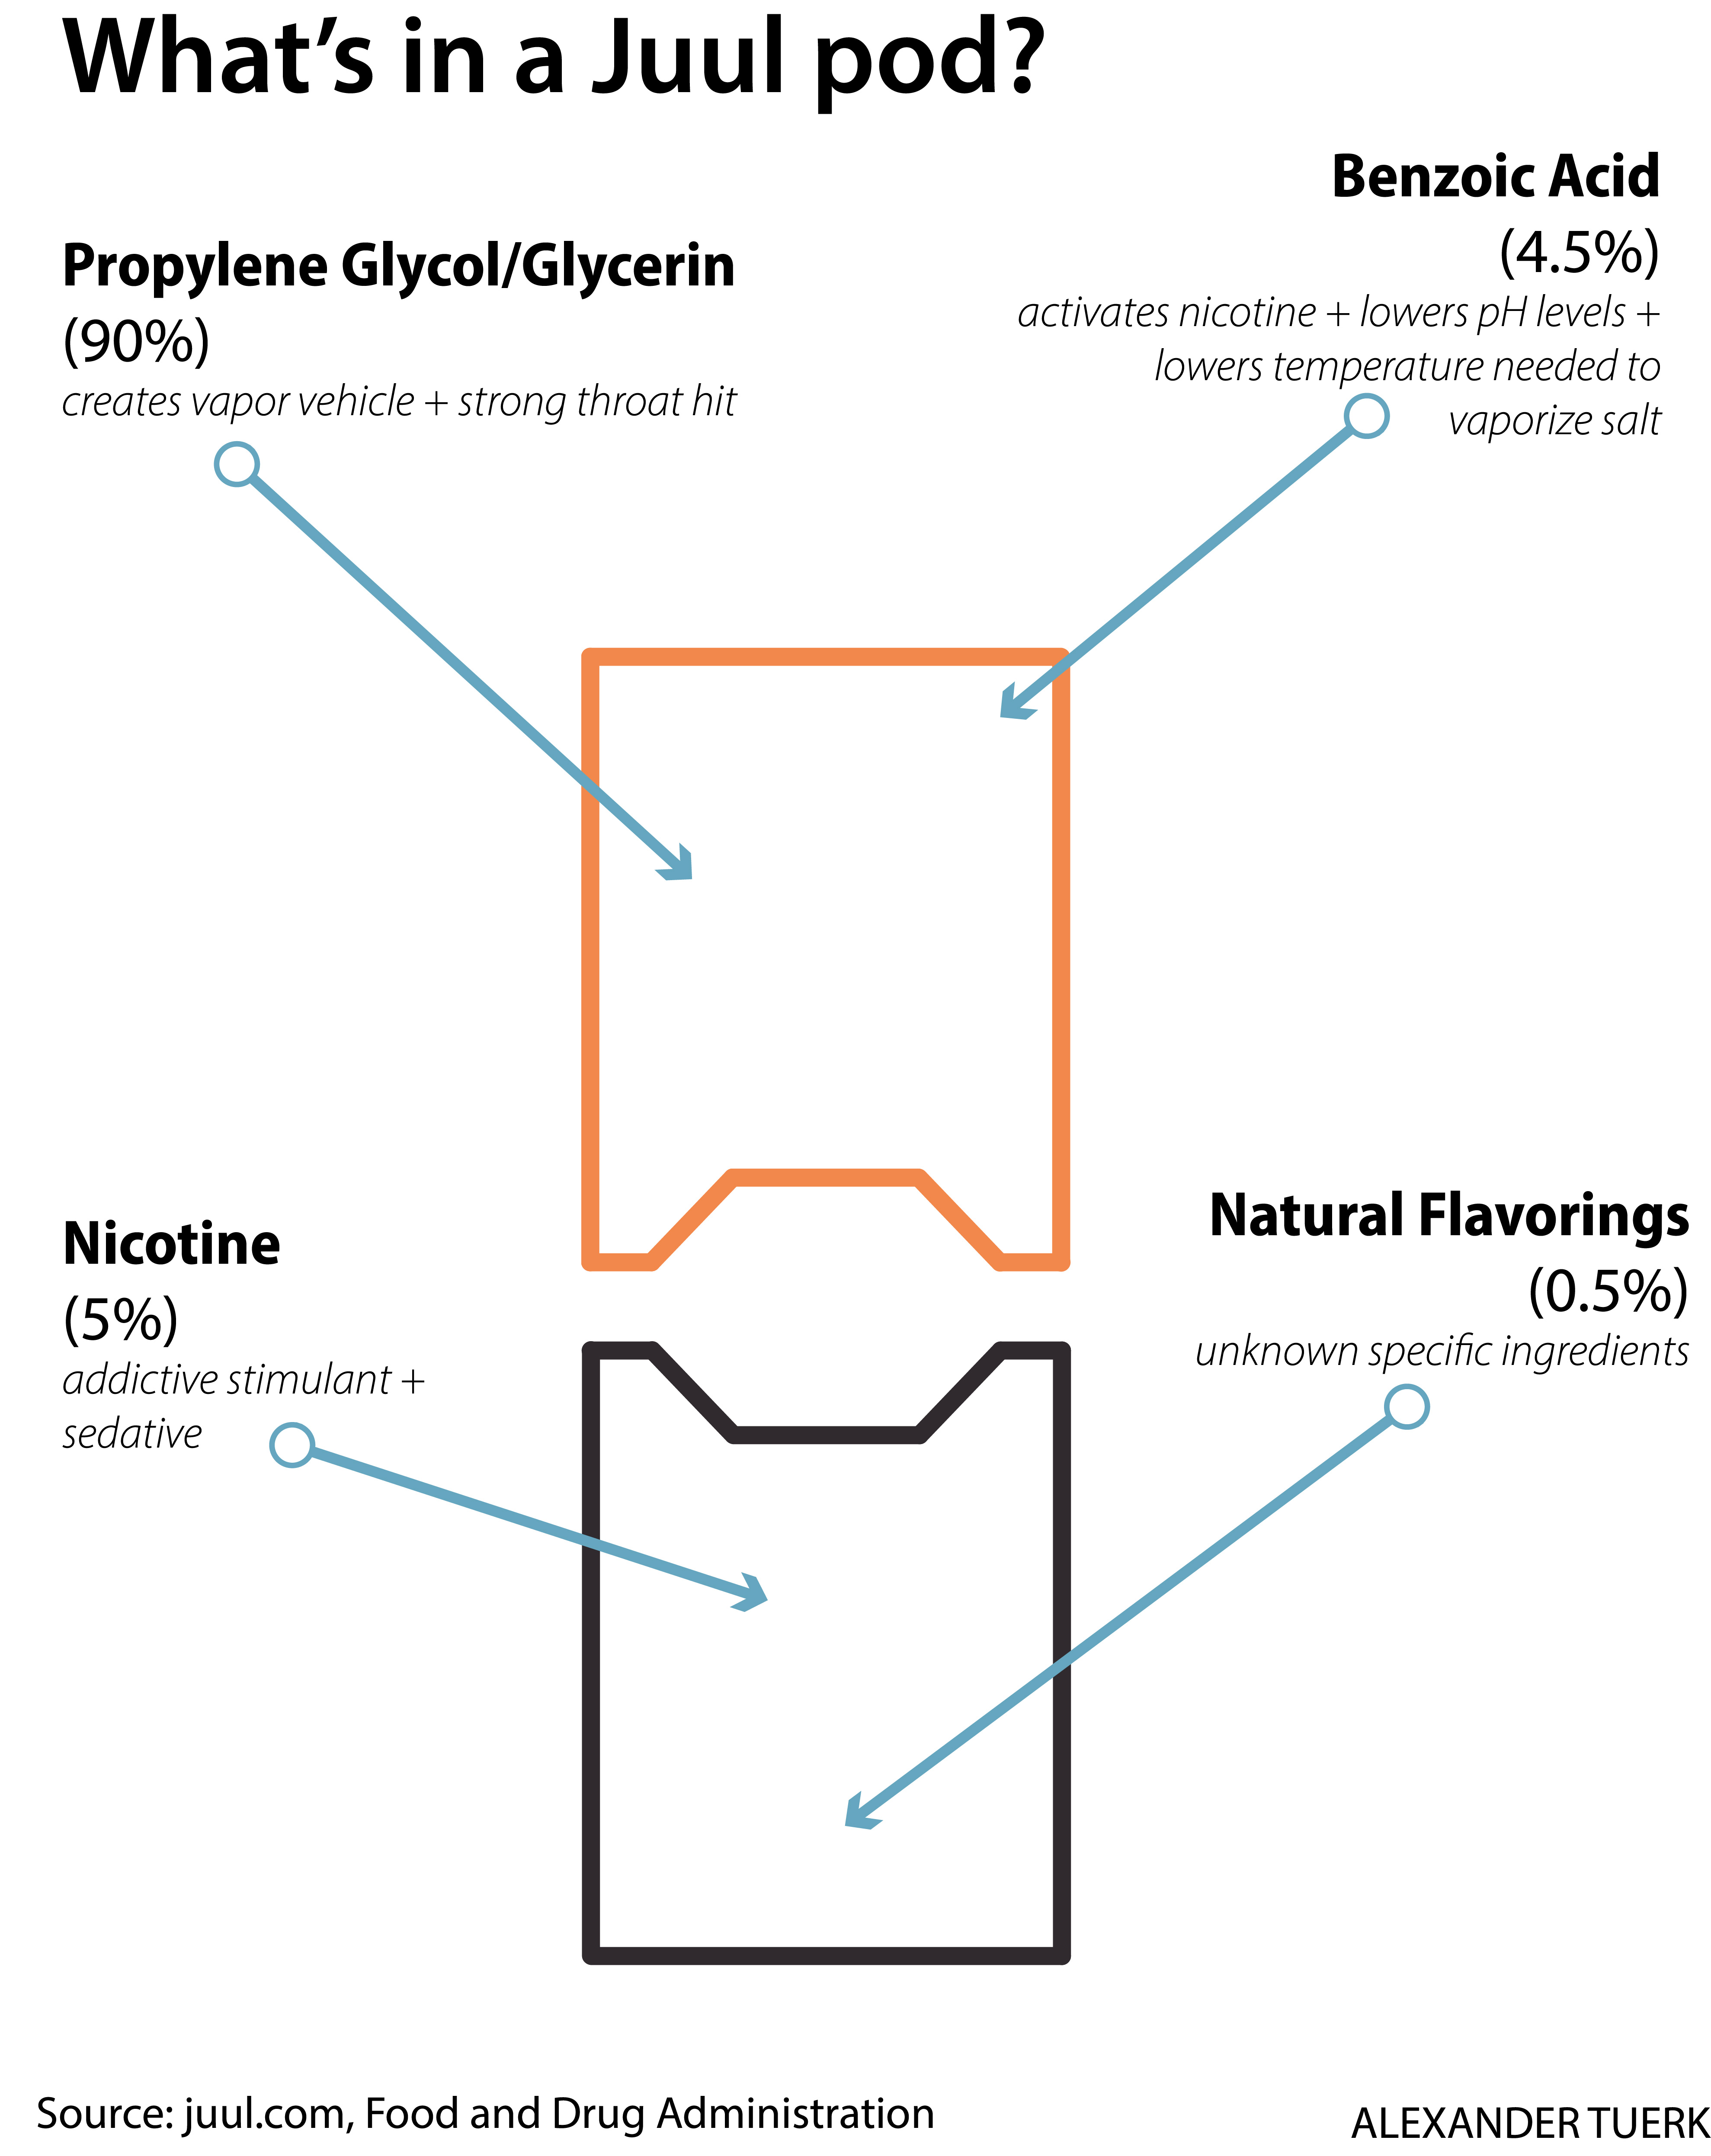 What’s in a Juul pod?
Benzoic Acid
(4.5%)
activates nicotine + lowers pH levels +
lowers temperature needed to
vaporize salt
Propylene Glycol/Glycerin
(90%)
creates vapor vehicle + strong throat hit
Nicotine
(5%)
addictive stimulant +
sedative
Natural Flavorings
(0.5%)
unknown specific ingredients
Source: juul.com, Food and Drug Administration
ALEXANDER TUERK